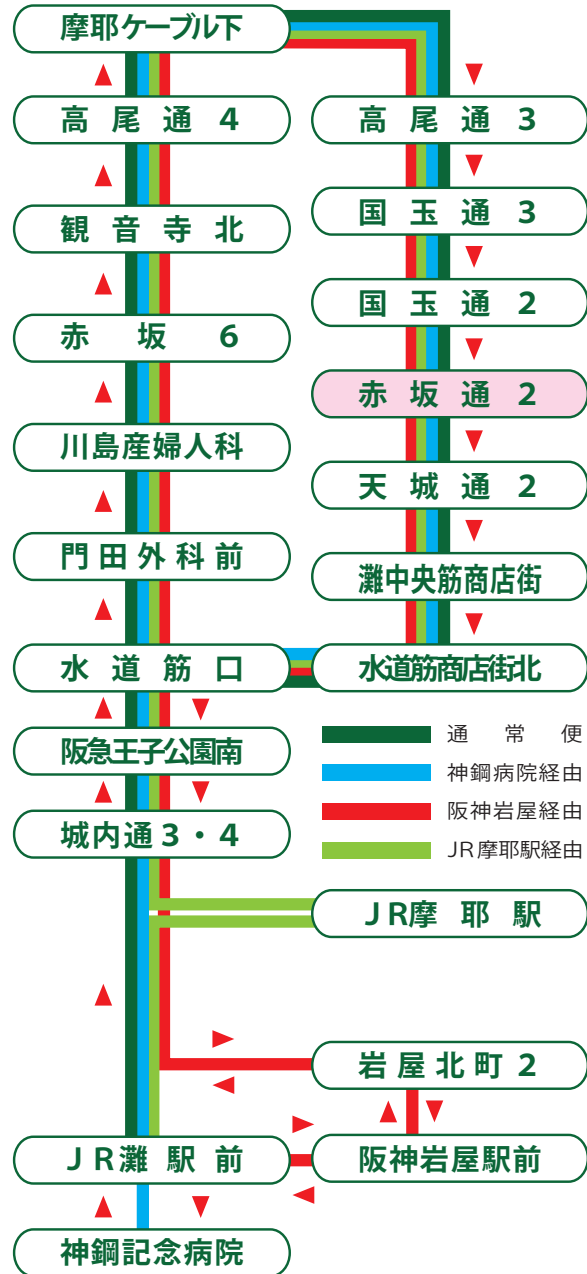 摩耶ケーブル下
高尾通4
高尾通3
観音寺北
国玉通3
国玉通2
赤坂6
赤坂通2
川島産婦人科
天城通2
門田外科前
灘中央筋商店街
水道筋口
水道筋商店街北
阪急王子公園南
通常便
神鋼病院経由
阪神岩屋経由
JR摩耶駅経由
城内通3・4
JR摩耶駅
岩屋北町2
JR灘駅前
阪神岩屋駅前
神鋼記念病院